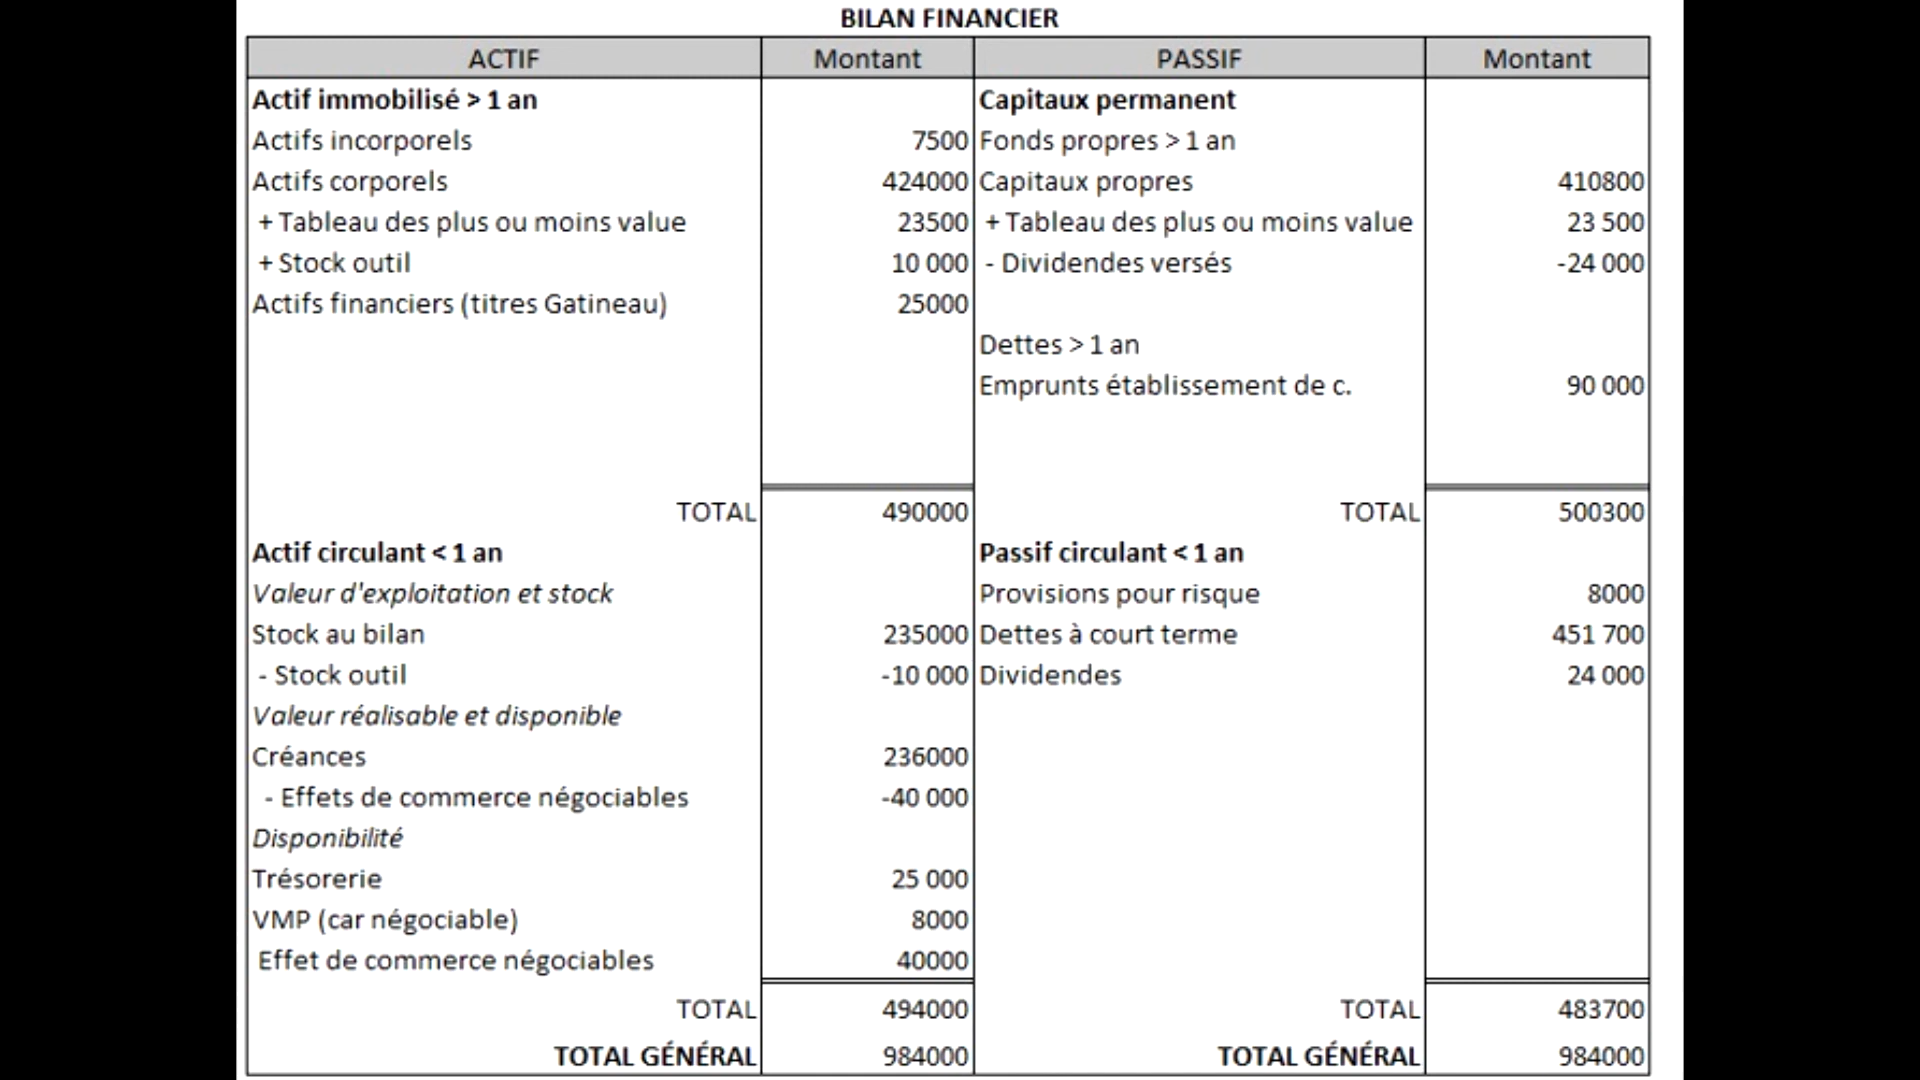 BILAN FINANCIER
ACTIF Montant PASSIF Montant
Actif immobilisé > 1 an Capitaux permanent
Actifs incorporels 7500 Fonds propres > 1 an
Actifs corporels 424000 Capitaux propres 410800
+ Tableau des plus ou moins value 23500 + Tableau des plus ou moins value 23 500
+ Stock outil 10 000 - Dividendes versés -24 000
Actifs financiers (titres Gatineau) 25000
Dettes > 1 an
Emprunts établissement de c. 90 000
TOTAL 490000 TOTAL 500300
Actif circulant < 1 an Passif circulant < 1 an
Valeur d'exploitation et stock Provisions pour risque 8000
Stock au bilan 235000 Dettes à court terme 451 700
- Stock outil -10 000 Dividendes 24 000
Valeur réalisable et disponible
Créances 236000
- Effets de commerce négociables -40 000
Disponibilité
Trésorerie 25 000
VMP (car négociable) 8000
Effet de commerce négociables 40000
TOTAL 494000 TOTAL 483700
TOTAL GÉNÉRAL 984000 TOTAL GÉNÉRAL 984000